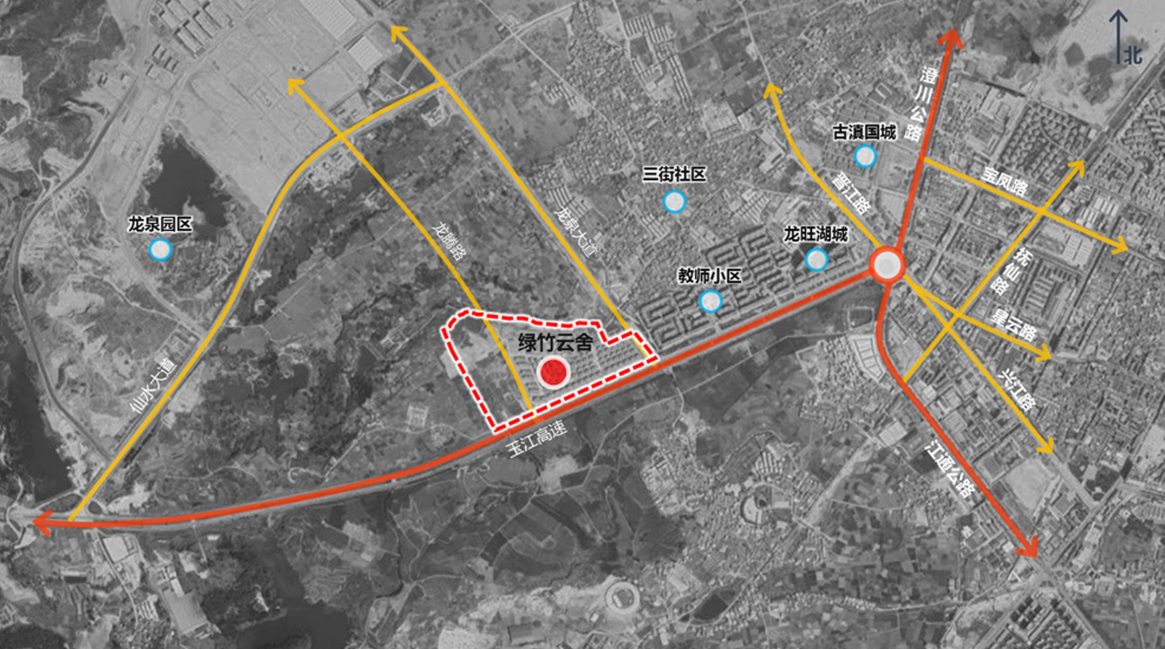 北
澄川公路
古滇国城
三街社区
宝凤路
晋江路
龙泉园区
龙泉大道
龙腾路
龙旺湖城
教师小区
抚仙路
星云路
绿竹云舍
仙水大道
兴江路
玉江高速
江通公路